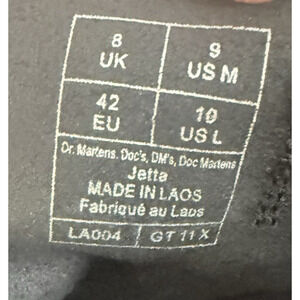 8 UK
9 US M
42 EU
10 US L
Dr. Martens. Doc's, DM's, Doc Martens
Jetta
MADE IN LAOS
Fabriqué au Laos
LA004 GT 11 X